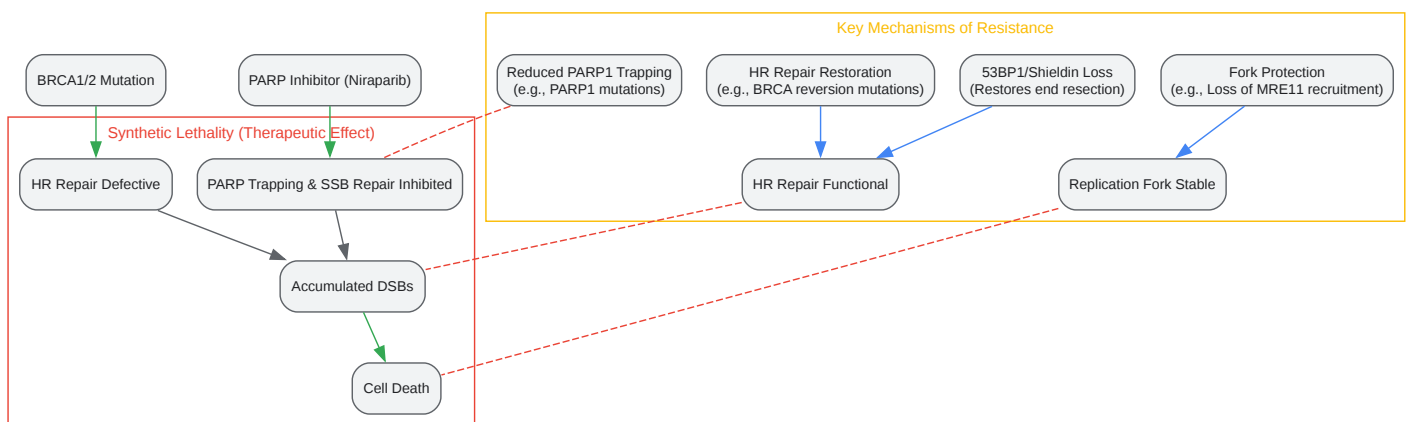 Key Mechanisms of Resistance
BRCA1/2 Mutation
PARP Inhibitor (Niraparib)
Reduced PARP1 Trapping
(e.g., PARP1 mutations)
HR Repair Restoration
(e.g., BRCA reversion mutations)
53BP1/Shieldin Loss
(Restores end resection)
Fork Protection
(e.g., Loss of MRE11 recruitment)
Synthetic Lethality (Therapeutic Effect)
HR Repair Defective
PARP Trapping & SSB Repair Inhibited
HR Repair Functional
Replication Fork Stable
Accumulated DSBs
Cell Death